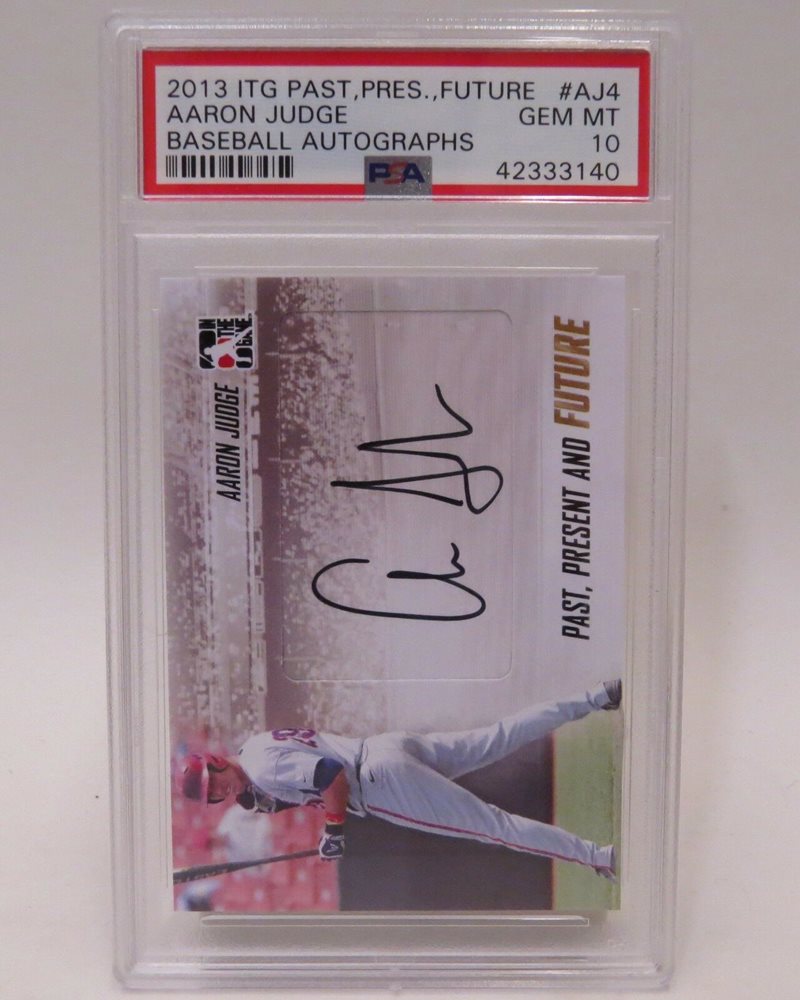 2013 ITG PAST,PRES.,FUTURE #AJ4
AARON JUDGE GEM MT
BASEBALL AUTOGRAPHS 10
PSA 42333140
IN THE GAME
AARON JUDGE
PAST, PRESENT AND FUTURE